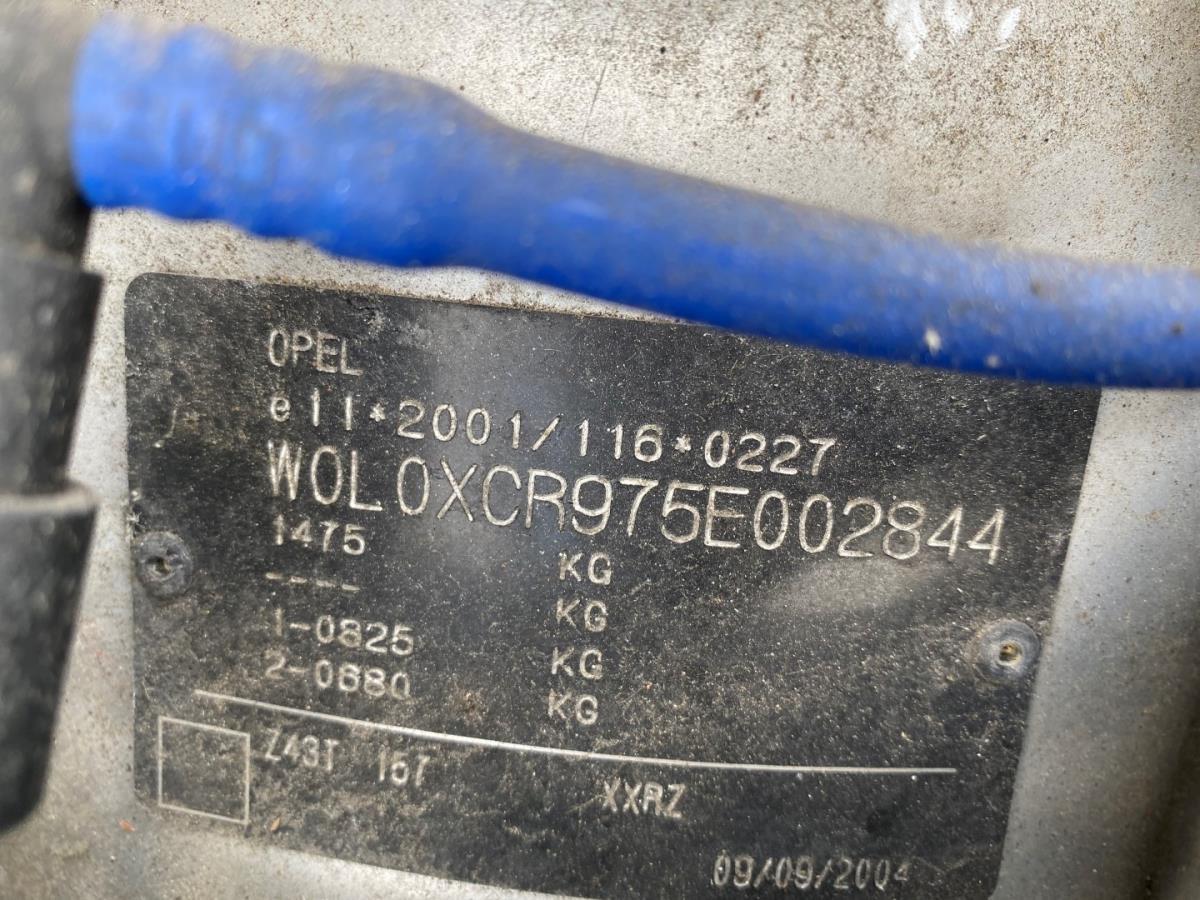 OPEL
e11*2001/116*0227
W0L0XCR975E002844
1475 KG
---- KG
1-0825 KG
2-0680 KG
Z43T 167 XXRZ
09/09/2004